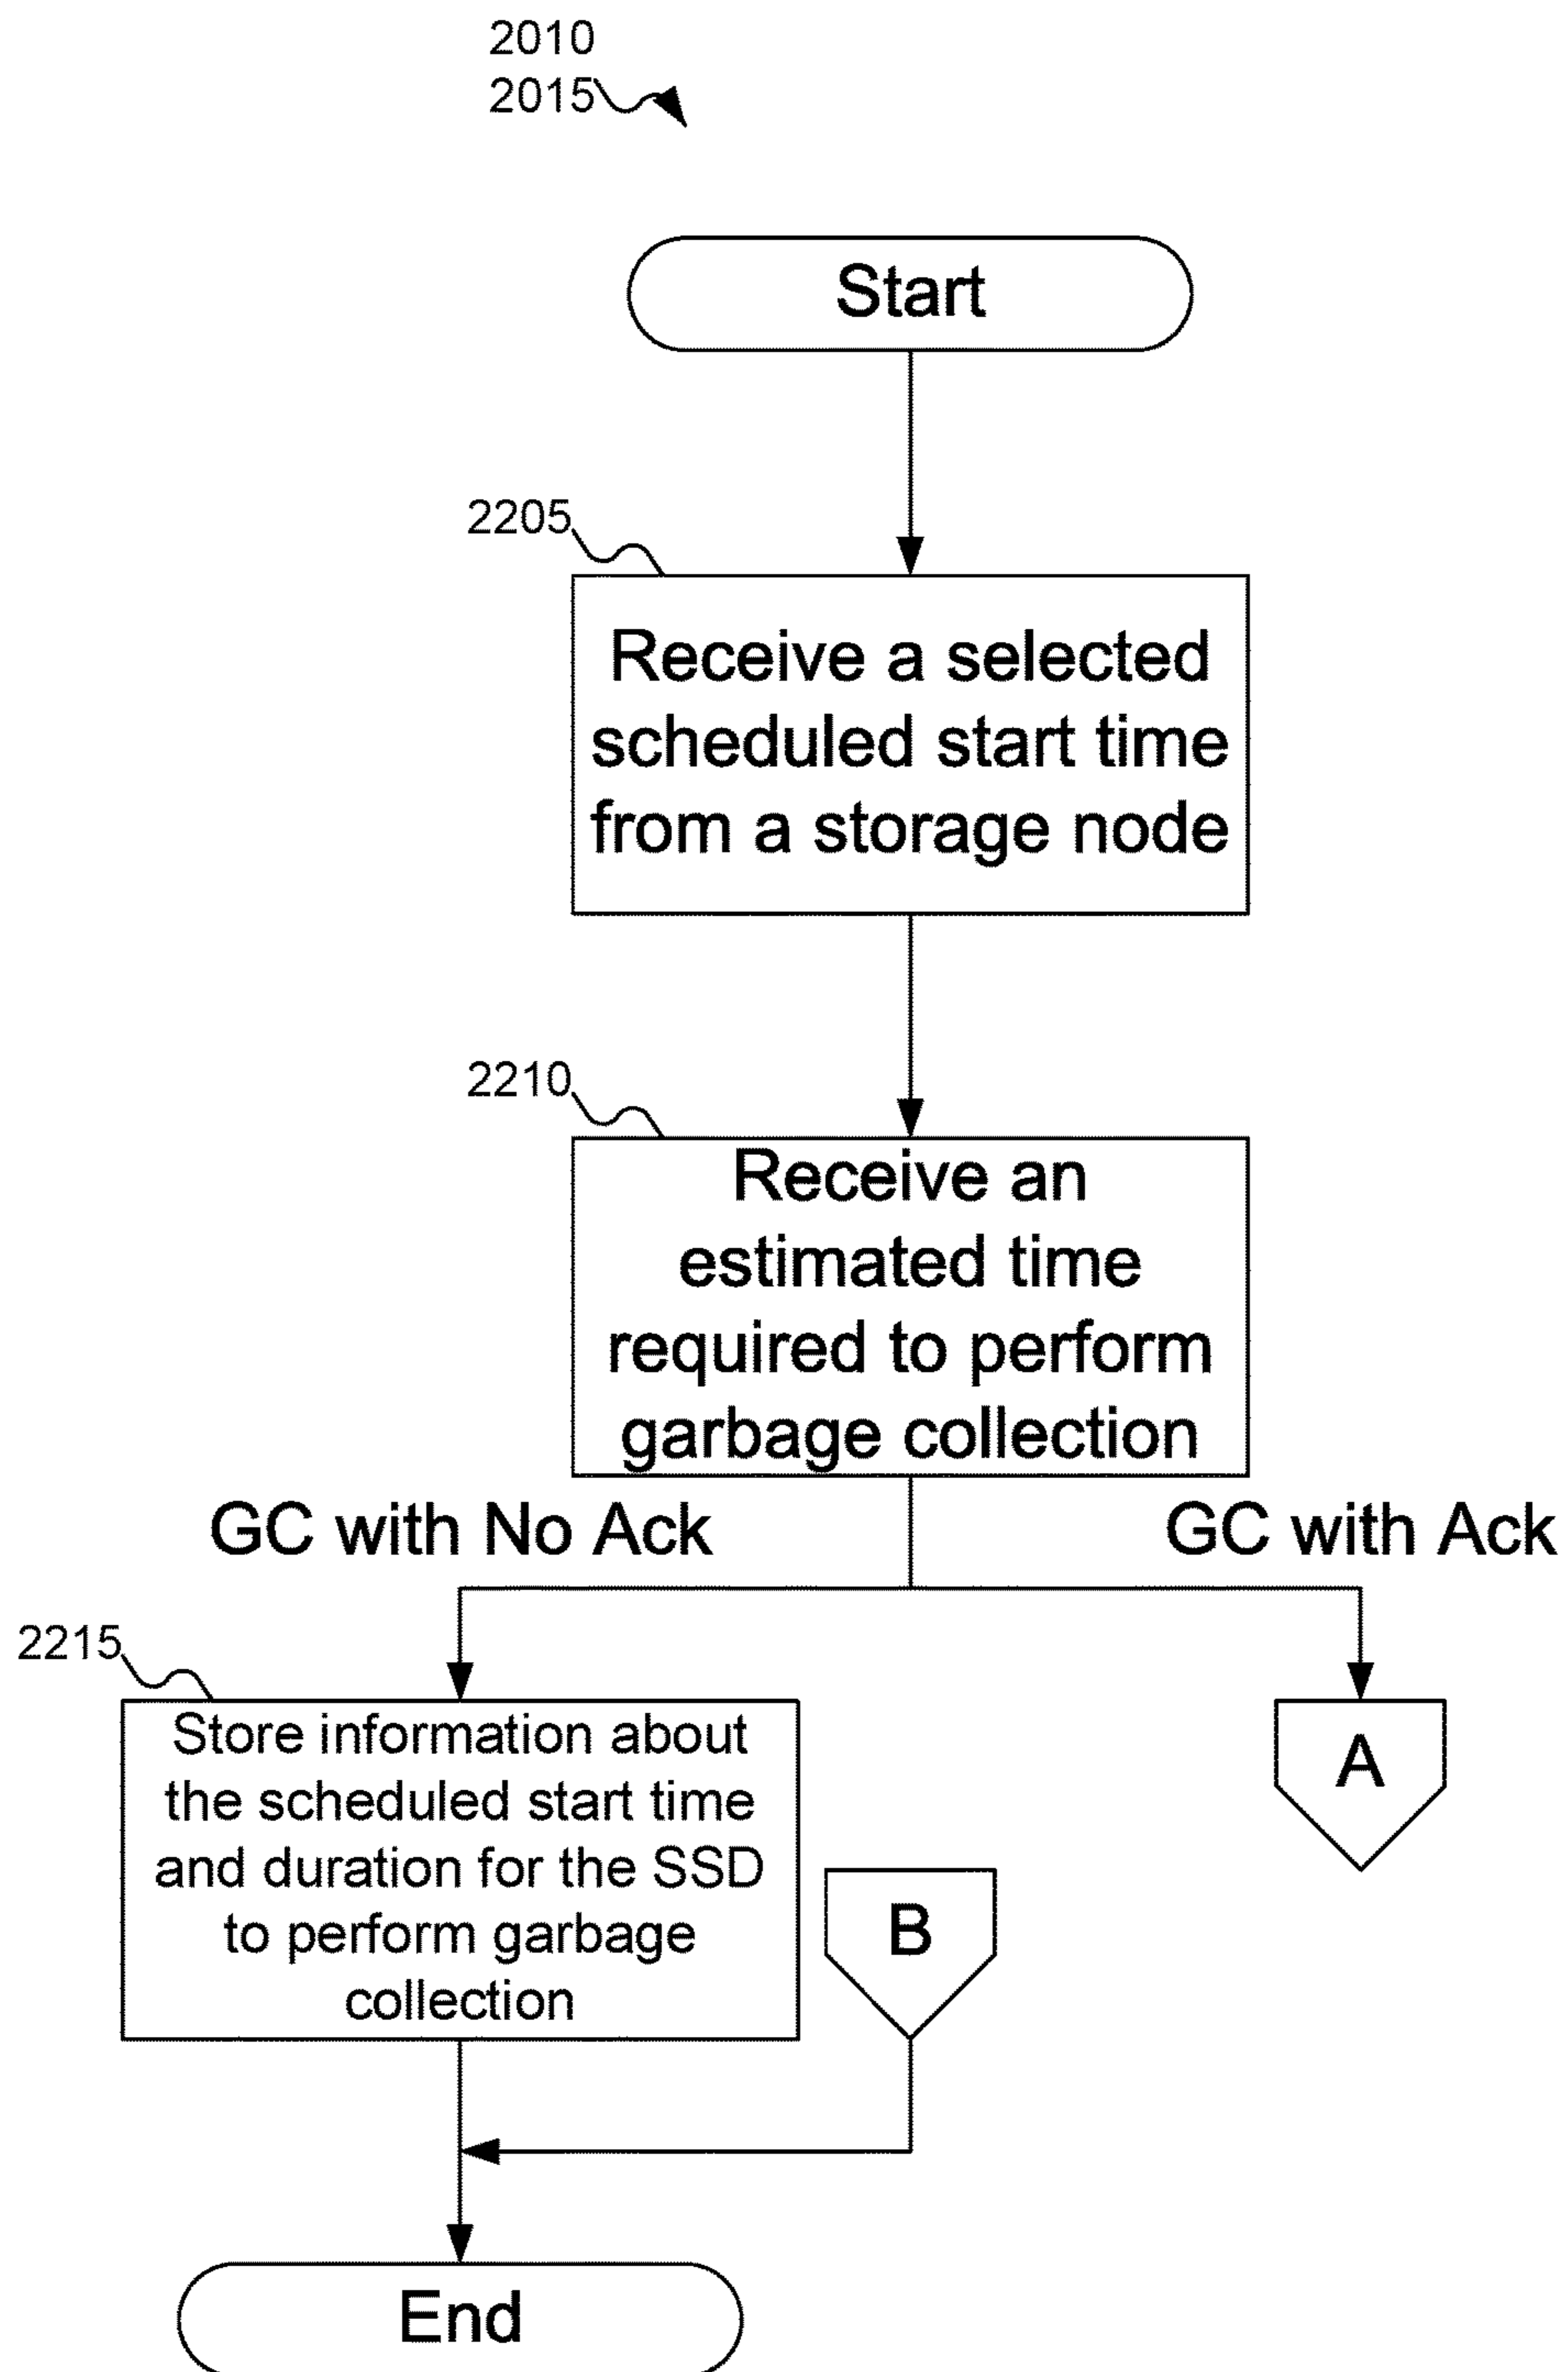 2010
2015
Start
2205
Receive a selected
scheduled start time
from a storage node
2210
Receive an
estimated time
required to perform
garbage collection
GC with No Ack
GC with Ack
2215
Store information about
the scheduled start time
and duration for the SSD
to perform garbage
collection
A
B
End